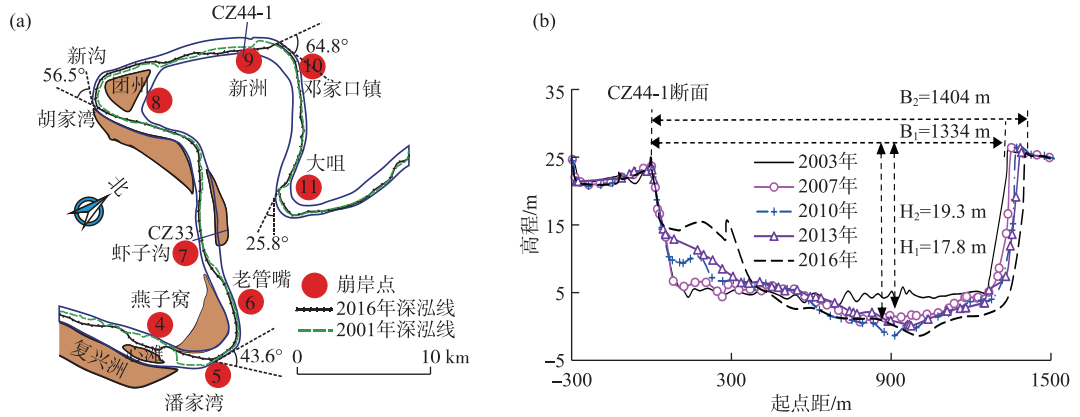 (a)
CZ44-1
64.8°
新沟
9
10
56.5°
团州
新洲
邓家口镇
8
胡家湾
大咀
11
北
CZ33
25.8°
虾子沟
7
老管嘴
崩岸点
燕子窝
6
2016年深泓线
4
2001年深泓线
心滩
43.6°
0
10 km
复兴洲
5
潘家湾
(b)
35
CZ44-1断面
B₂=1404 m
B₁=1334 m
25
2003年
2007年
15
2010年
H₂=19.3 m
2013年
H₁=17.8 m
2016年
5
−5
高程/m
−300
300
900
1500
起点距/m